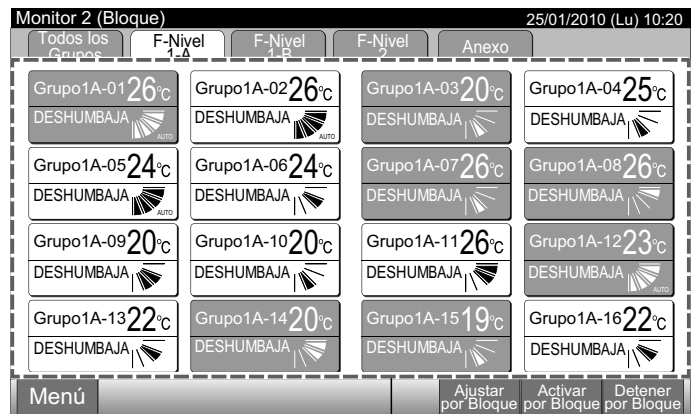 Monitor 2 (Bloque) 25/01/2010 (Lu) 10:20
Todos los Grupos
F-Nivel 1-A
F-Nivel 1-B
F-Nivel 2
Anexo
Grupo1A-01 26°C
DESHUMBAJA AUTO
Grupo1A-02 26°C
DESHUMBAJA AUTO
Grupo1A-03 20°C
DESHUMBAJA
Grupo1A-04 25°C
DESHUMBAJA
Grupo1A-05 24°C
DESHUMBAJA AUTO
Grupo1A-06 24°C
DESHUMBAJA
Grupo1A-07 26°C
DESHUMBAJA
Grupo1A-08 26°C
DESHUMBAJA
Grupo1A-09 20°C
DESHUMBAJA
Grupo1A-10 20°C
DESHUMBAJA
Grupo1A-11 26°C
DESHUMBAJA
Grupo1A-12 23°C
DESHUMBAJA AUTO
Grupo1A-13 22°C
DESHUMBAJA
Grupo1A-14 20°C
DESHUMBAJA
Grupo1A-15 19°C
DESHUMBAJA
Grupo1A-16 22°C
DESHUMBAJA
Menú
Ajustar por Bloque
Activar por Bloque
Detener por Bloque